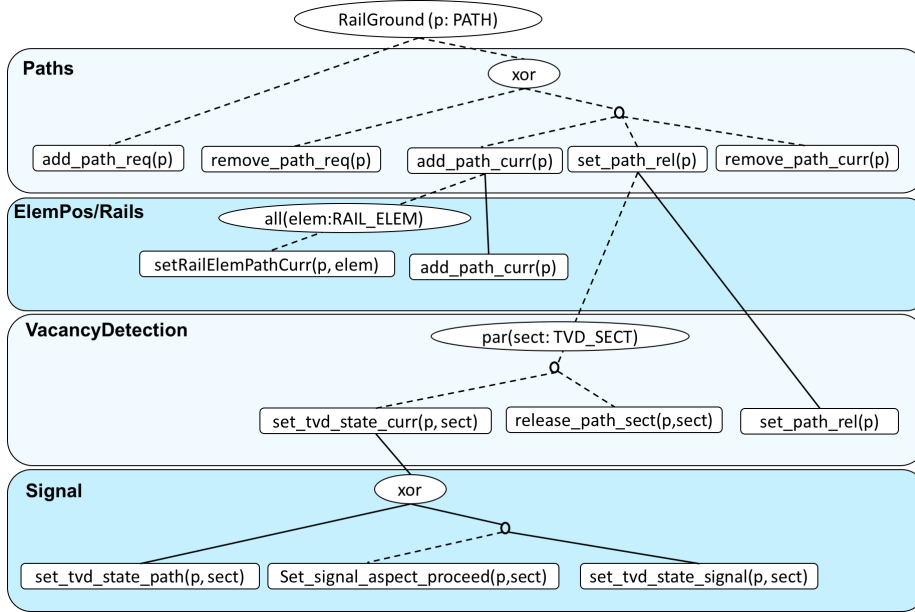 RailGround (p: PATH)
Paths
xor
add_path_req(p)
remove_path_req(p)
add_path_curr(p)
set_path_rel(p)
remove_path_curr(p)
ElemPos/Rails
all(elem:RAIL_ELEM)
setRailElemPathCurr(p, elem)
add_path_curr(p)
VacancyDetection
par(sect: TVD_SECT)
set_tvd_state_curr(p, sect)
release_path_sect(p,sect)
set_path_rel(p)
Signal
xor
set_tvd_state_path(p, sect)
Set_signal_aspect_proceed(p,sect)
set_tvd_state_signal(p, sect)